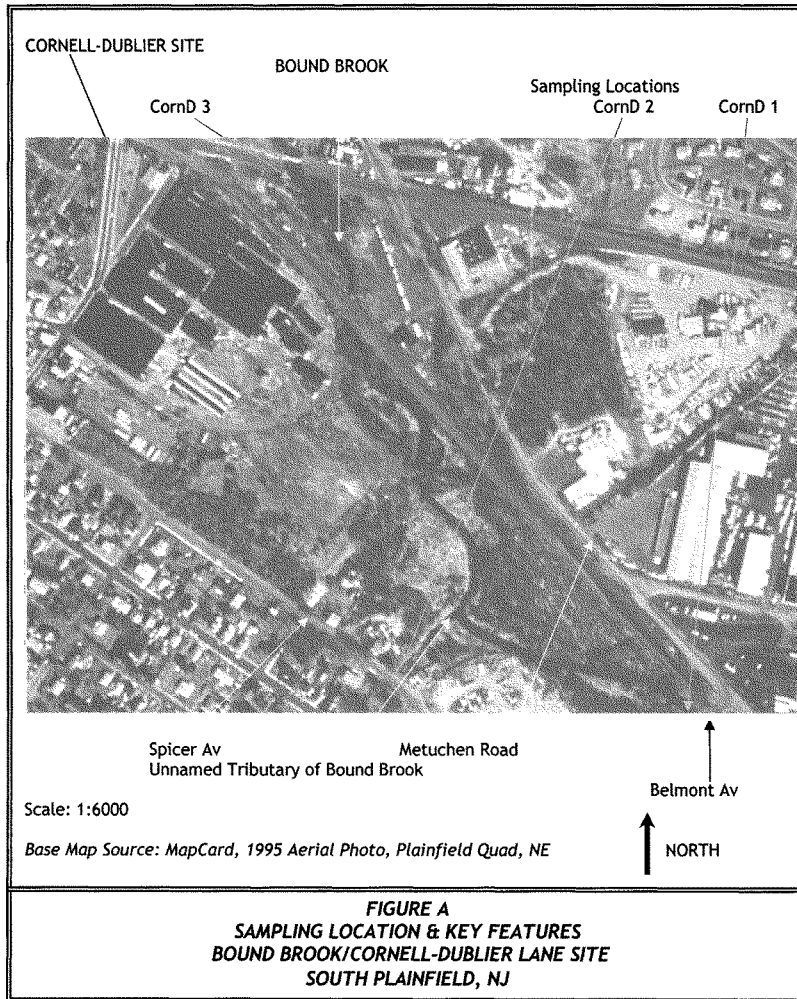 CORNELL-DUBLIER SITE
BOUND BROOK
Sampling Locations
CornD 3
CornD 2
CornD 1
Spicer Av
Metuchen Road
Unnamed Tributary of Bound Brook
Belmont Av
Scale: 1:6000
Base Map Source: MapCard, 1995 Aerial Photo, Plainfield Quad, NE
NORTH
FIGURE A
SAMPLING LOCATION & KEY FEATURES
BOUND BROOK/CORNELL-DUBLIER LANE SITE
SOUTH PLAINFIELD, NJ